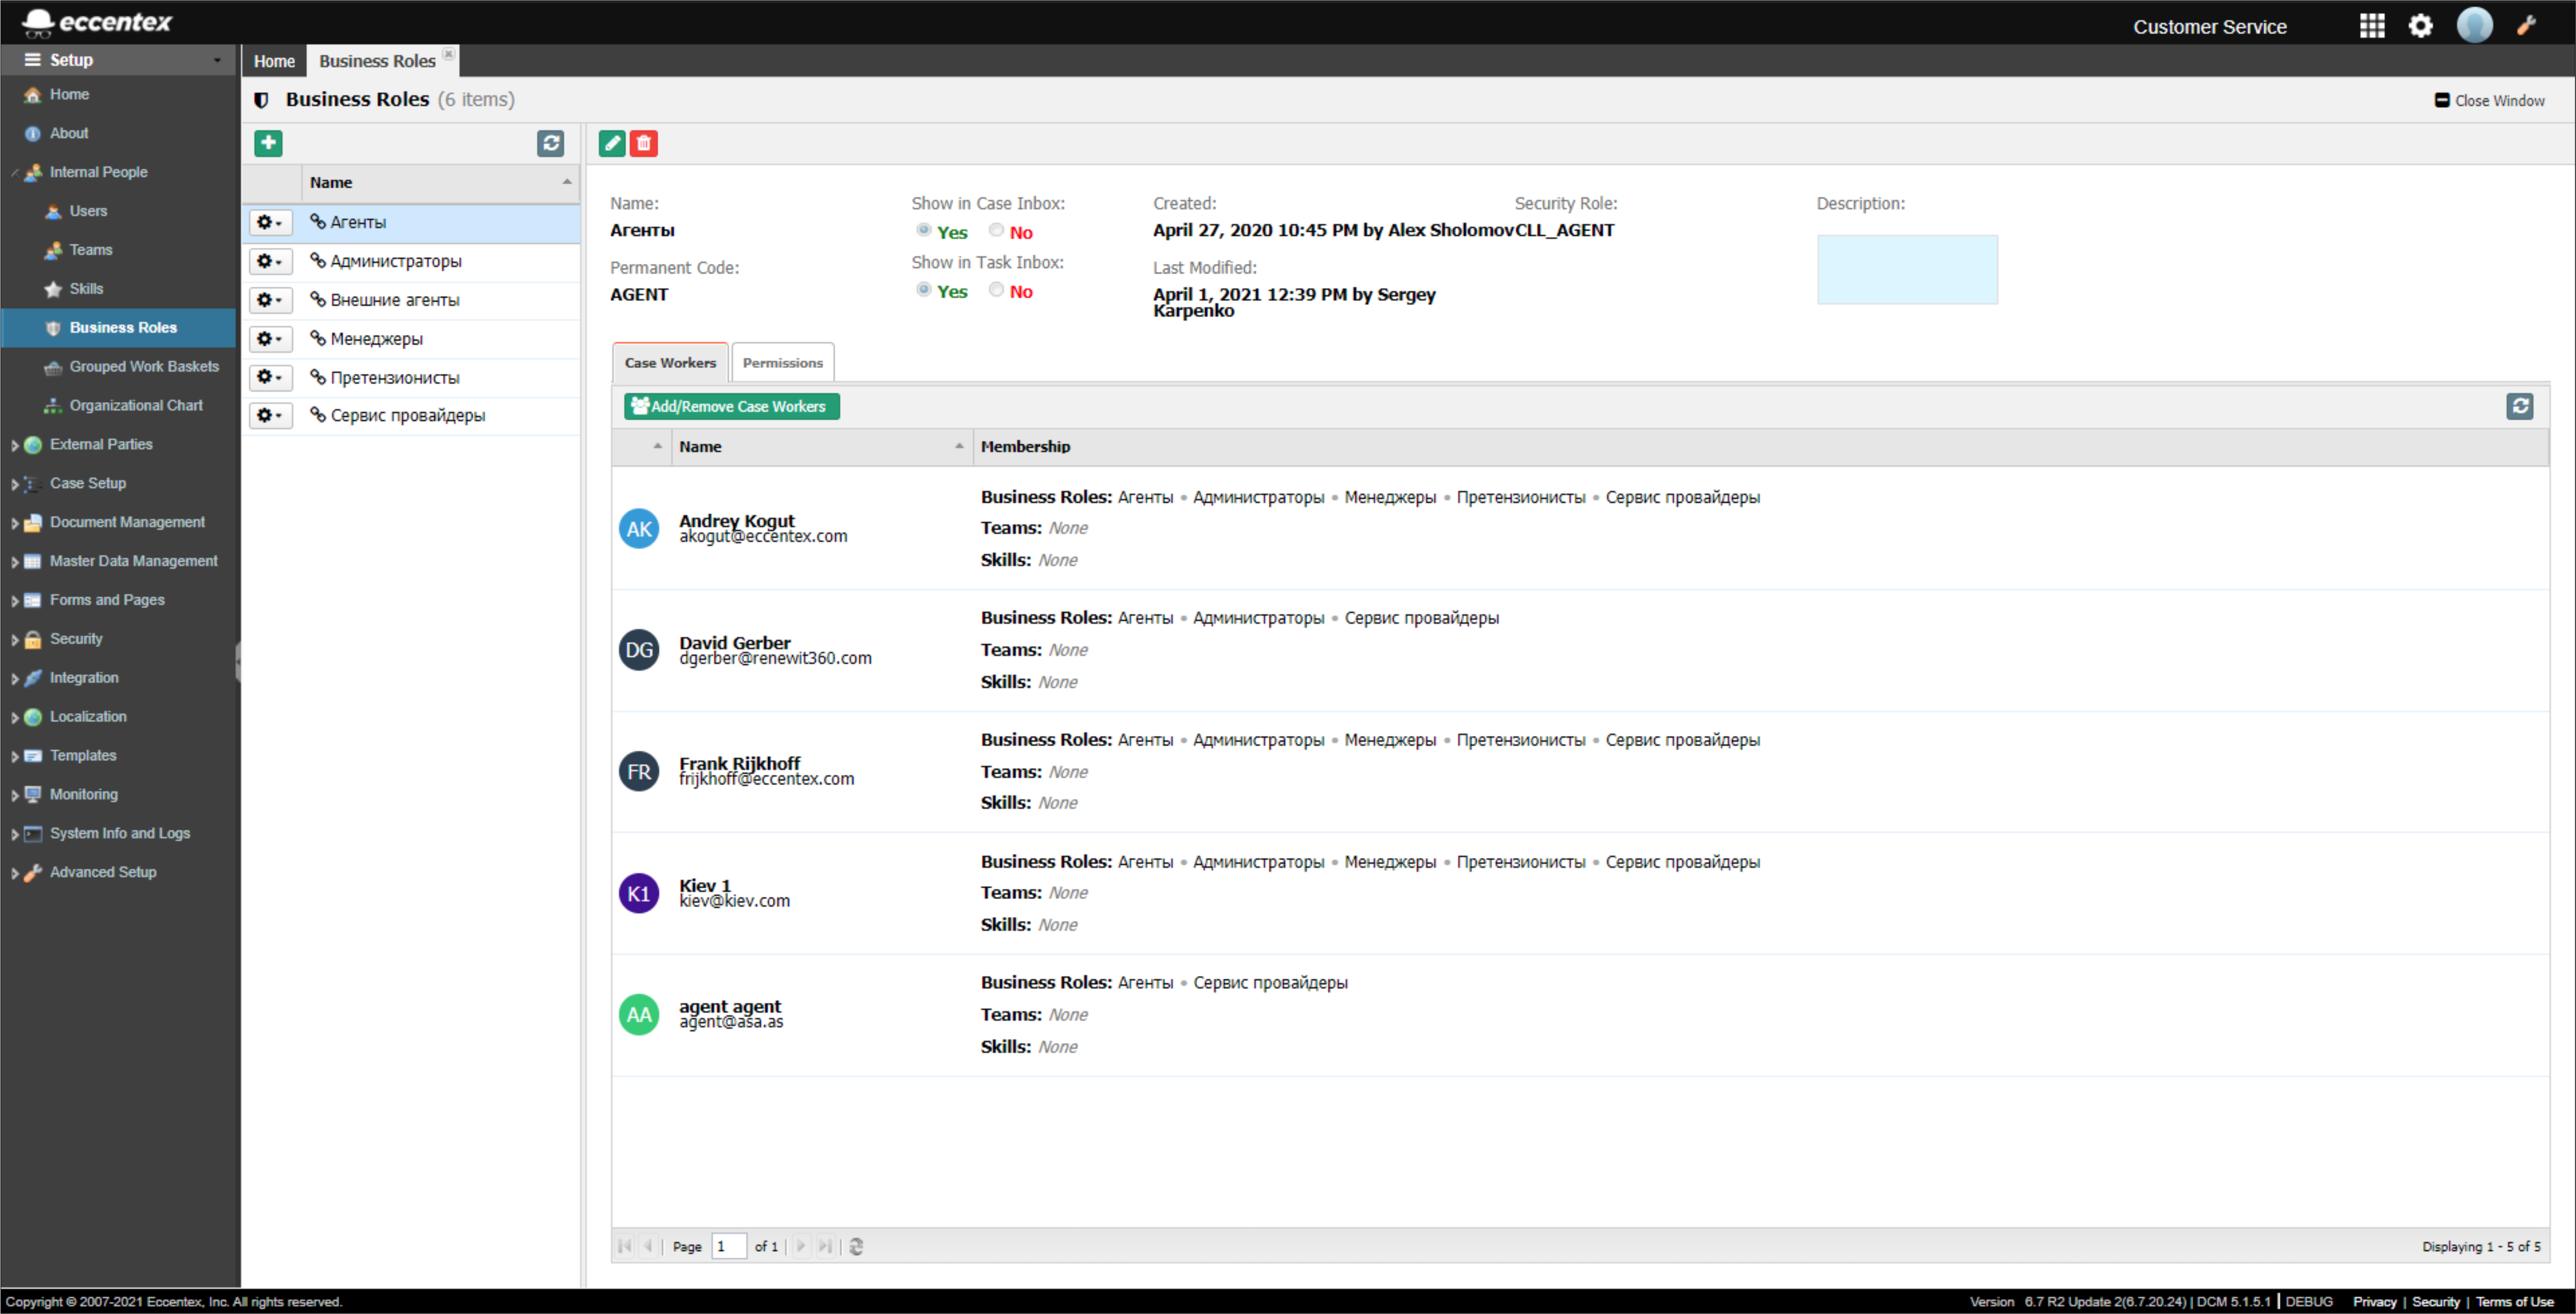 eccentex
Customer Service
Setup
Home
Business Roles
Home
About
Internal People
Users
Teams
Skills
Business Roles
Grouped Work Baskets
Organizational Chart
External Parties
Case Setup
Document Management
Master Data Management
Forms and Pages
Security
Integration
Localization
Templates
Monitoring
System Info and Logs
Advanced Setup
Business Roles (6 items)
Close Window
Name
Агенты
Администраторы
Внешние агенты
Менеджеры
Претензионисты
Сервис провайдеры
Name:
Агенты
Permanent Code:
AGENT
Show in Case Inbox:
Yes No
Show in Task Inbox:
Yes No
Created:
April 27, 2020 10:45 PM by Alex Sholomov
Last Modified:
April 1, 2021 12:39 PM by Sergey
Karpenko
Security Role:
CLL_AGENT
Description:
Case Workers
Permissions
Add/Remove Case Workers
Name
Membership
AK
Andrey Kogut
akogut@eccentex.com
Business Roles: Агенты • Администраторы • Менеджеры • Претензионисты • Сервис провайдеры
Teams: None
Skills: None
DG
David Gerber
dgerber@renewit360.com
Business Roles: Агенты • Администраторы • Сервис провайдеры
Teams: None
Skills: None
FR
Frank Rijkhoff
frijkhoff@eccentex.com
Business Roles: Агенты • Администраторы • Менеджеры • Претензионисты • Сервис провайдеры
Teams: None
Skills: None
K1
Kiev 1
kiev@kiev.com
Business Roles: Агенты • Администраторы • Менеджеры • Претензионисты • Сервис провайдеры
Teams: None
Skills: None
AA
agent agent
agent@asa.as
Business Roles: Агенты • Сервис провайдеры
Teams: None
Skills: None
Page 1 of 1
Displaying 1 - 5 of 5
Copyright © 2007-2021 Eccentex, Inc. All rights reserved.
Version 6.7 R2 Update 2(6.7.20.24) | DCM 5.1.5.1 | DEBUG Privacy | Security | Terms of Use